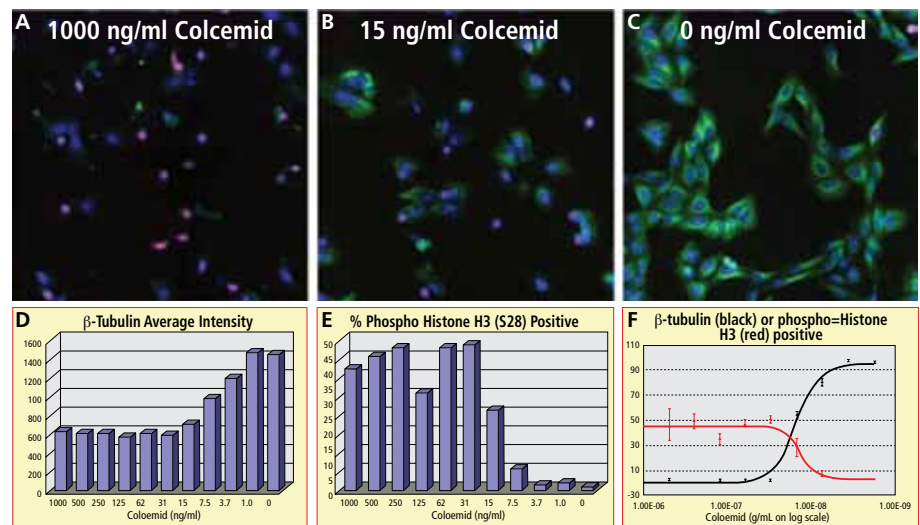 A 1000 ng/ml Colcemid
B 15 ng/ml Colcemid
C 0 ng/ml Colcemid
D β-Tubulin Average Intensity
1600
1400
1200
1000
800
600
400
200
0
1000 500 250 125 62 31 15 7.5 3.7 1.0 0
Coloemid (ng/ml)
E % Phospho Histone H3 (S28) Positive
50
45
40
35
30
25
20
15
10
5
0
1000 500 250 125 62 31 15 7.5 3.7 1.0 0
Coloemid (ng/ml)
F β-tubulin (black) or phospho=Histone
H3 (red) positive
110
90
70
50
30
10
-30
1.00E-06 1.00E-07 1.00E-08 1.00E-09
Coloemid (g/mL on log scale)